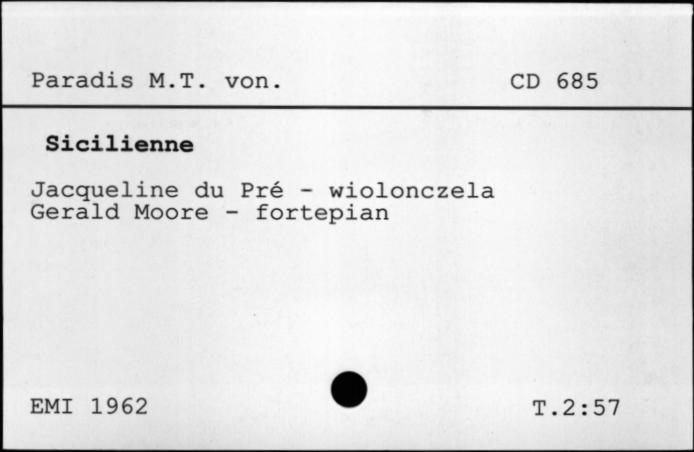 Paradis M.T. von. CD 685
Sicilienne
Jacqueline du Pré - wiolonczela
Gerald Moore - fortepian
EMI 1962 T.2:57